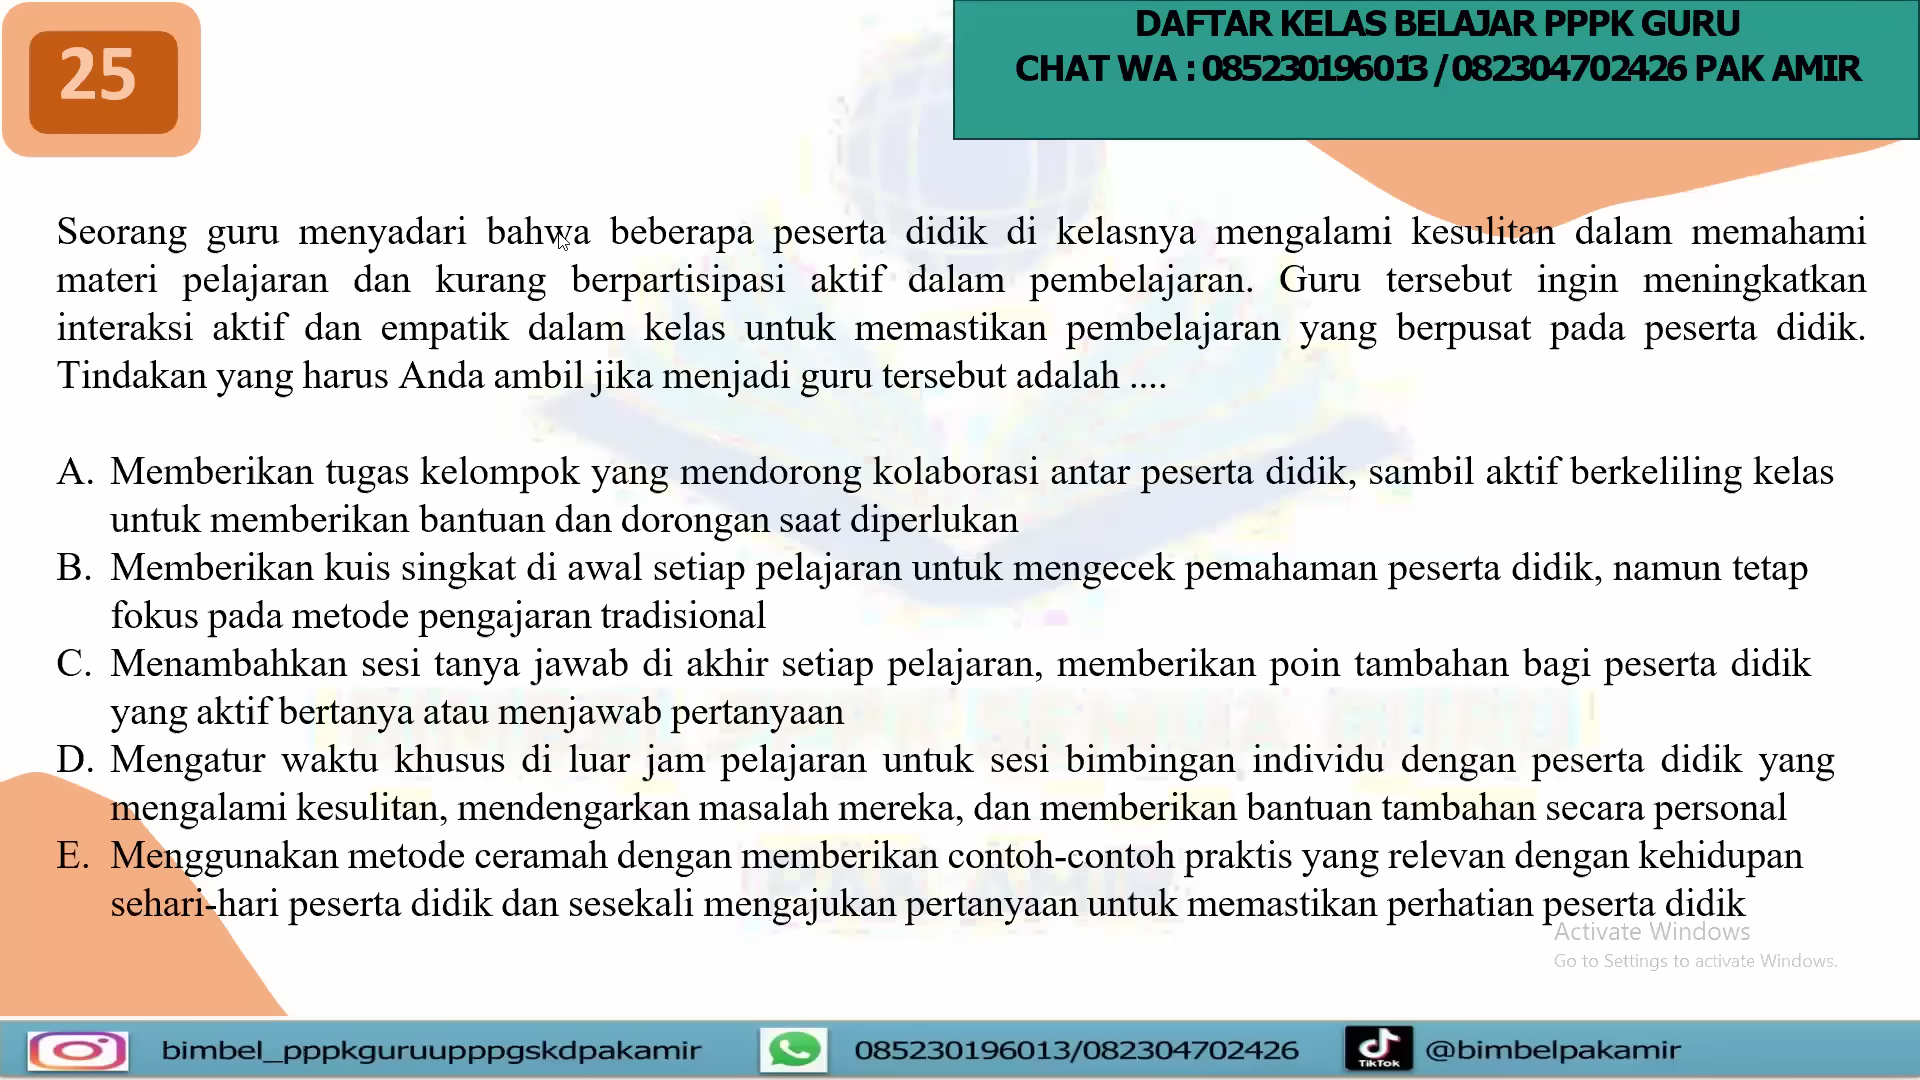 25
DAFTAR KELAS BELAJAR PPPK GURU
CHAT WA : 085230196013 / 082304702426 PAK AMIR
Seorang guru menyadari bahwa beberapa peserta didik di kelasnya mengalami kesulitan dalam memahami
materi pelajaran dan kurang berpartisipasi aktif dalam pembelajaran. Guru tersebut ingin meningkatkan
interaksi aktif dan empatik dalam kelas untuk memastikan pembelajaran yang berpusat pada peserta didik.
Tindakan yang harus Anda ambil jika menjadi guru tersebut adalah ....
A. Memberikan tugas kelompok yang mendorong kolaborasi antar peserta didik, sambil aktif berkeliling kelas
untuk memberikan bantuan dan dorongan saat diperlukan
B. Memberikan kuis singkat di awal setiap pelajaran untuk mengecek pemahaman peserta didik, namun tetap
fokus pada metode pengajaran tradisional
C. Menambahkan sesi tanya jawab di akhir setiap pelajaran, memberikan poin tambahan bagi peserta didik
yang aktif bertanya atau menjawab pertanyaan
D. Mengatur waktu khusus di luar jam pelajaran untuk sesi bimbingan individu dengan peserta didik yang
mengalami kesulitan, mendengarkan masalah mereka, dan memberikan bantuan tambahan secara personal
E. Menggunakan metode ceramah dengan memberikan contoh-contoh praktis yang relevan dengan kehidupan
sehari-hari peserta didik dan sesekali mengajukan pertanyaan untuk memastikan perhatian peserta didik
Activate Windows
Go to Settings to activate Windows.
bimbel_pppkguruupppgskdpakamir
085230196013/082304702426
TikTok
@bimbelpakamir